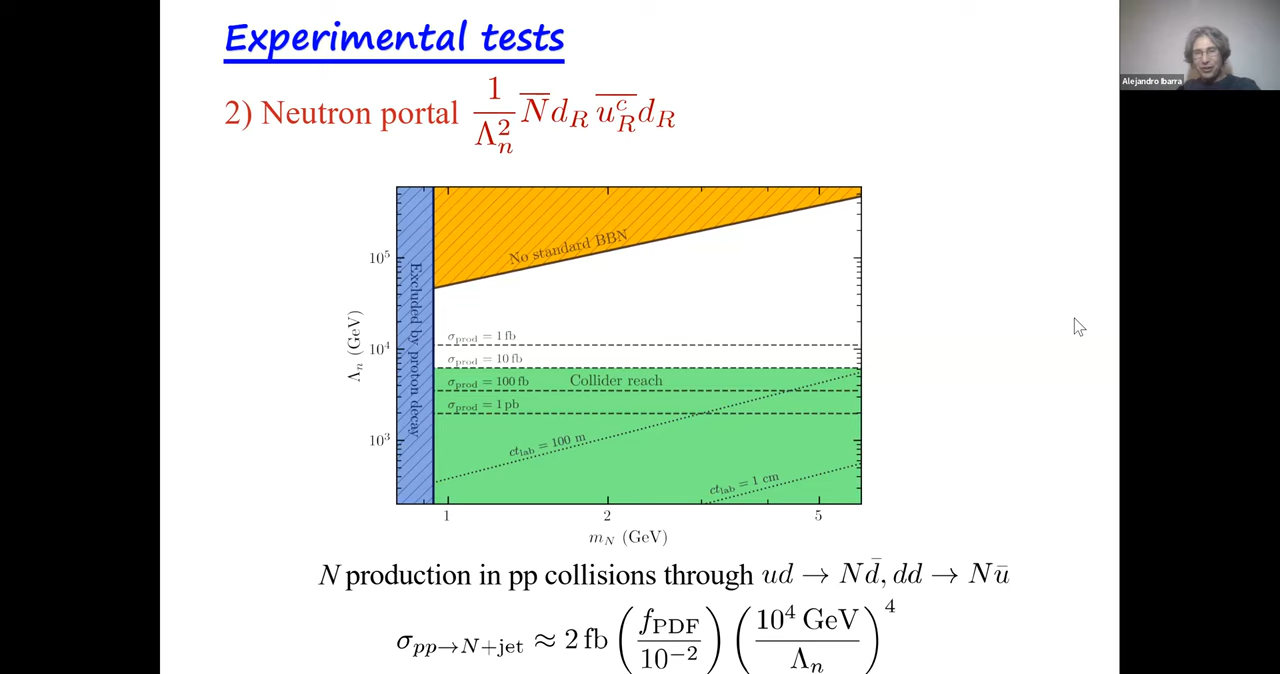 Experimental tests
Alejandro Ibarra
2) Neutron portal 1/Λ_n^2 N̄ d_R \overline{u_R^c} d_R
No standard BBN
Excluded by proton decay
10^5
σ_prod = 1 fb
10^4
σ_prod = 10 fb
σ_prod = 100 fb
Collider reach
σ_prod = 1 pb
Λ_n (GeV)
10^3
ct_lab = 100 m
ct_lab = 1 cm
1 2 5
m_N (GeV)
N production in pp collisions through ud → N d̄, dd → N ū
σ_{pp→N+jet} ≈ 2 fb (f_PDF/10^{-2}) (10^4 GeV/Λ_n)^4